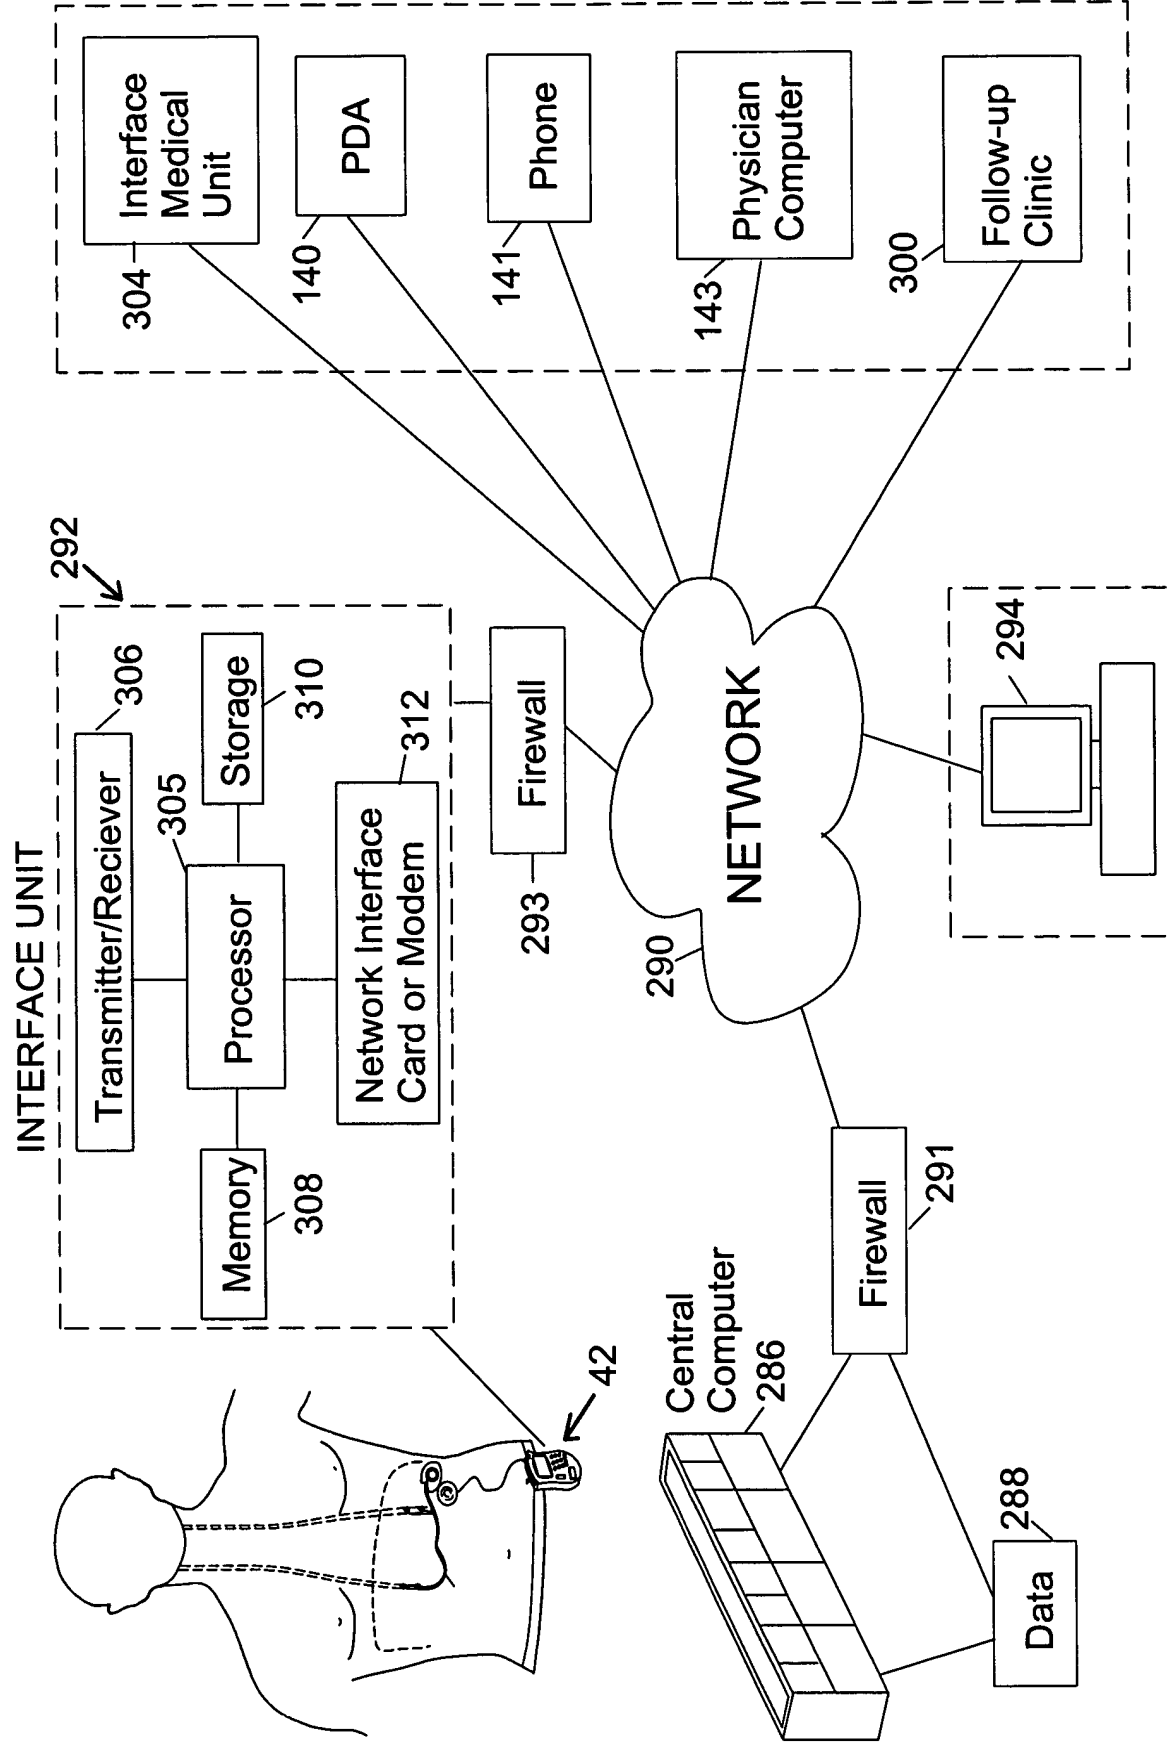 INTERFACE UNIT
292
Transmitter/Reciever
306
305
Processor
Storage
310
Memory
308
Network Interface
Card or Modem
312
Firewall
293
42
Interface
Medical
Unit
304
PDA
140
Phone
141
Physician
Computer
143
Follow-up
Clinic
300
NETWORK
290
294
Firewall
291
Central
Computer
286
Data
288